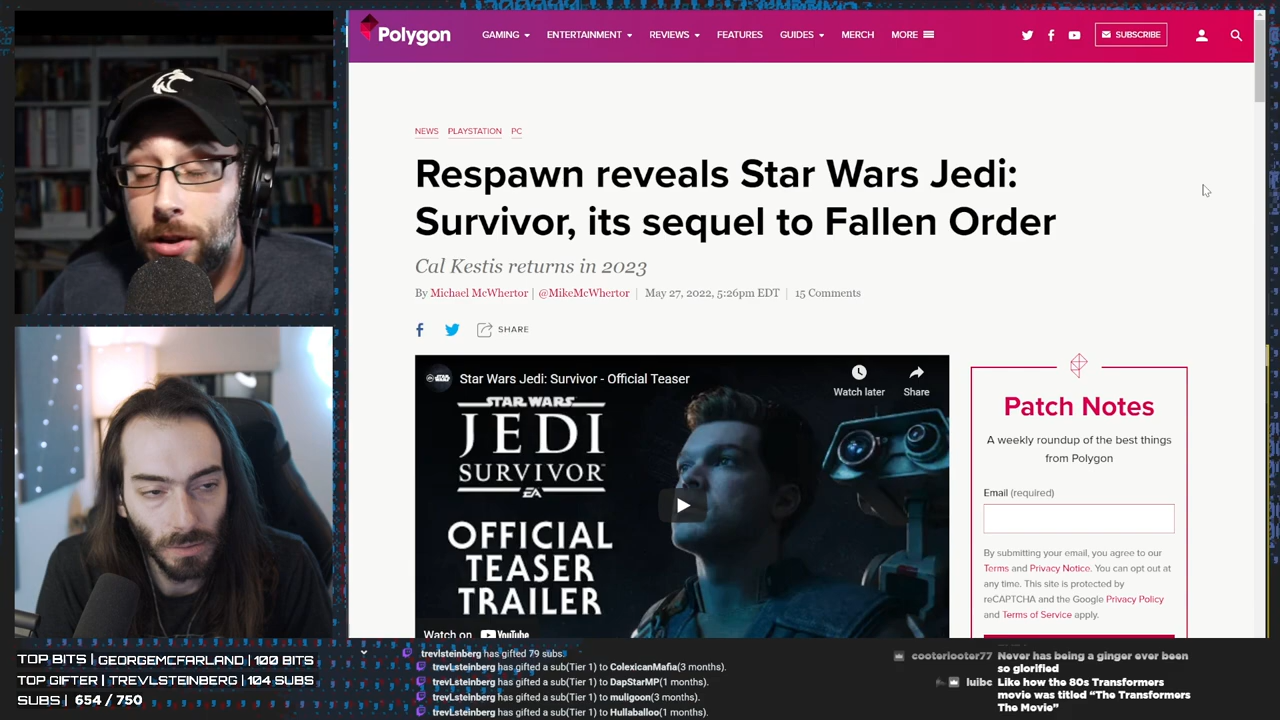 Polygon
GAMING ENTERTAINMENT REVIEWS FEATURES GUIDES MERCH MORE
SUBSCRIBE
NEWS PLAYSTATION PC
Respawn reveals Star Wars Jedi:
Survivor, its sequel to Fallen Order
Cal Kestis returns in 2023
By Michael McWhertor | @MikeMcWhertor | May 27, 2022, 5:26pm EDT | 15 Comments
SHARE
Star Wars Jedi: Survivor - Official Teaser
Watch later
Share
STAR WARS
JEDI
SURVIVOR
EA
OFFICIAL
TEASER
TRAILER
Watch on YouTube
Patch Notes
A weekly roundup of the best things
from Polygon
Email (required)
By submitting your email, you agree to our
Terms and Privacy Notice. You can opt out at
any time. This site is protected by
reCAPTCHA and the Google Privacy Policy
and Terms of Service apply.
TOP BITS | GEORGEMCFARLAND | 100 BITS
TOP GIFTER | TREVLSTEINBERG | 104 SUBS
SUBS | 654 / 750
trevlsteinberg has gifted 79 subs:
trevLsteinberg has gifted a sub(Tier 1) to ColexicanMafia(3 months).
trevLsteinberg has gifted a sub(Tier 1) to DapStarMP(1 months).
trevLsteinberg has gifted a sub(Tier 1) to muligoon(3 months).
trevLsteinberg has gifted a sub(Tier 1) to Hullaballoo(1 months).
cooterlooter77 Never has being a ginger ever been
so glorified
luibc Like how the 80s Transformers
movie was titled “The Transformers
The Movie”